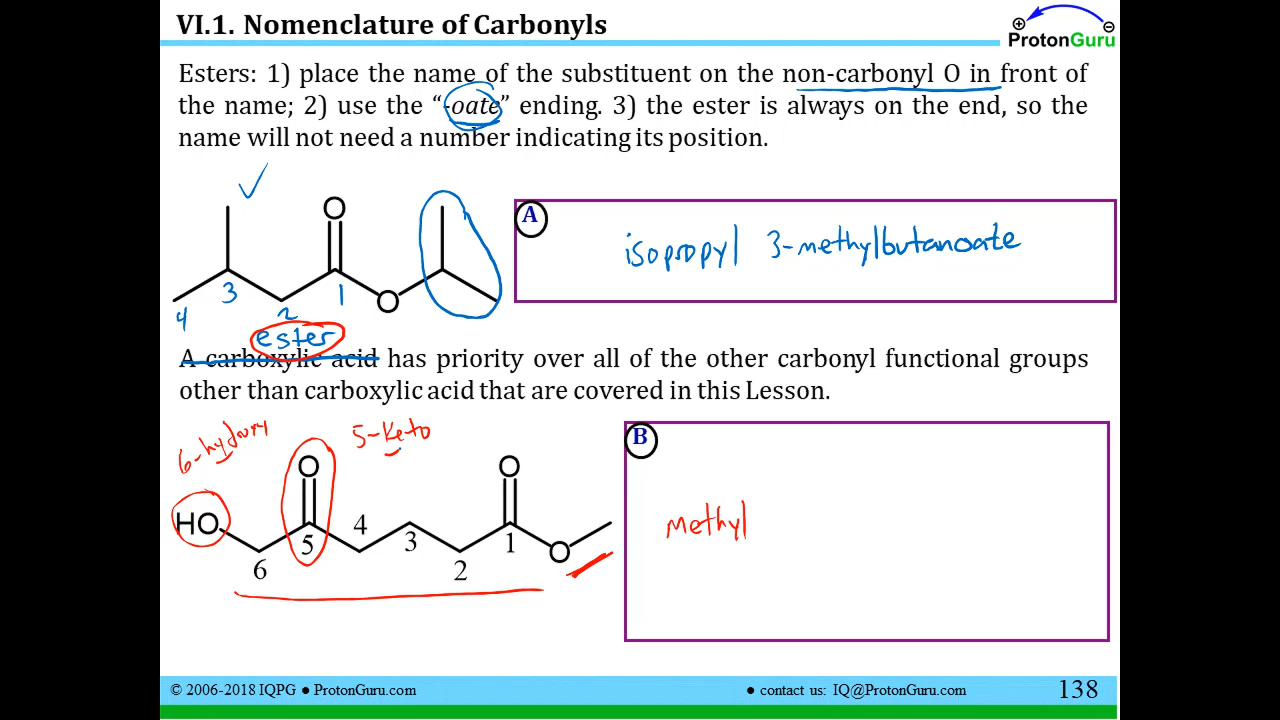 VI.1. Nomenclature of Carbonyls
ProtonGuru
Esters: 1) place the name of the substituent on the non-carbonyl O in front of
the name; 2) use the “-oate” ending. 3) the ester is always on the end, so the
name will not need a number indicating its position.
O
A
isopropyl 3-methylbutanoate
4 3 2 1 O
ester
A carboxylic acid has priority over all of the other carbonyl functional groups
other than carboxylic acid that are covered in this Lesson.
6-hydroxy 5-keto
B
O O
HO 4 methyl
5 3 1 O
6 2
© 2006-2018 IQPG ● ProtonGuru.com ● contact us: IQ@ProtonGuru.com 138